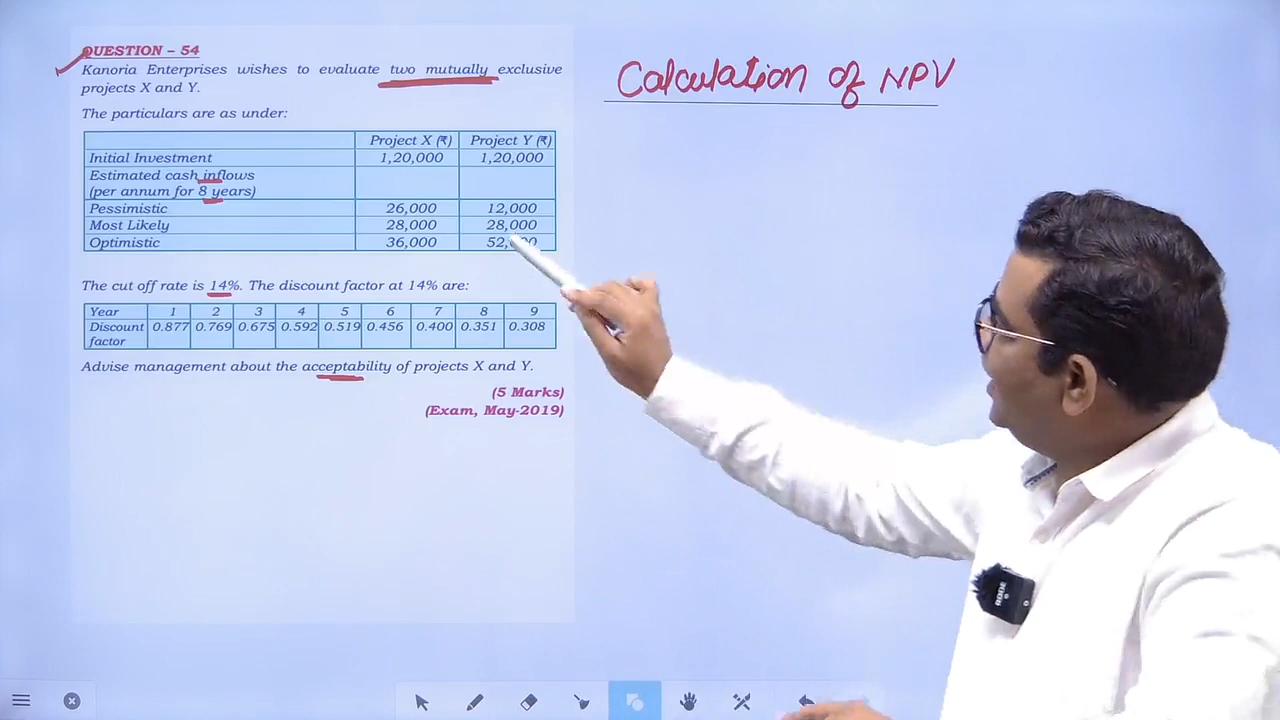 QUESTION – 54
Kanoria Enterprises wishes to evaluate two mutually exclusive
projects X and Y.
The particulars are as under:
Project X (₹) Project Y (₹)
Initial Investment 1,20,000 1,20,000
Estimated cash inflows
(per annum for 8 years)
Pessimistic 26,000 12,000
Most Likely 28,000 28,000
Optimistic 36,000 52,000
The cut off rate is 14%. The discount factor at 14% are:
Year 1 2 3 4 5 6 7 8 9
Discount factor 0.877 0.769 0.675 0.592 0.519 0.456 0.400 0.351 0.308
Advise management about the acceptability of projects X and Y.
(5 Marks)
(Exam, May-2019)
Calculation of NPV
RODE